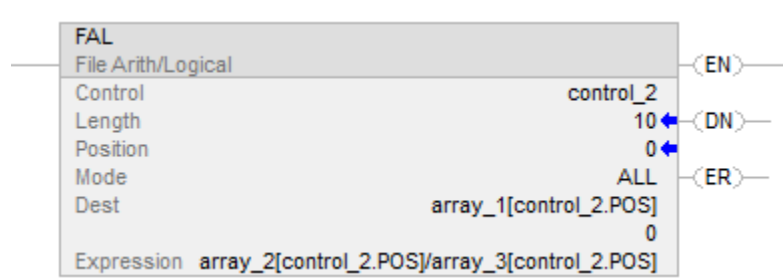 FAL
File Arith/Logical
(EN)
Control control_2
Length 10 (DN)
Position 0
Mode ALL (ER)
Dest array_1[control_2.POS]
0
Expression array_2[control_2.POS]/array_3[control_2.POS]